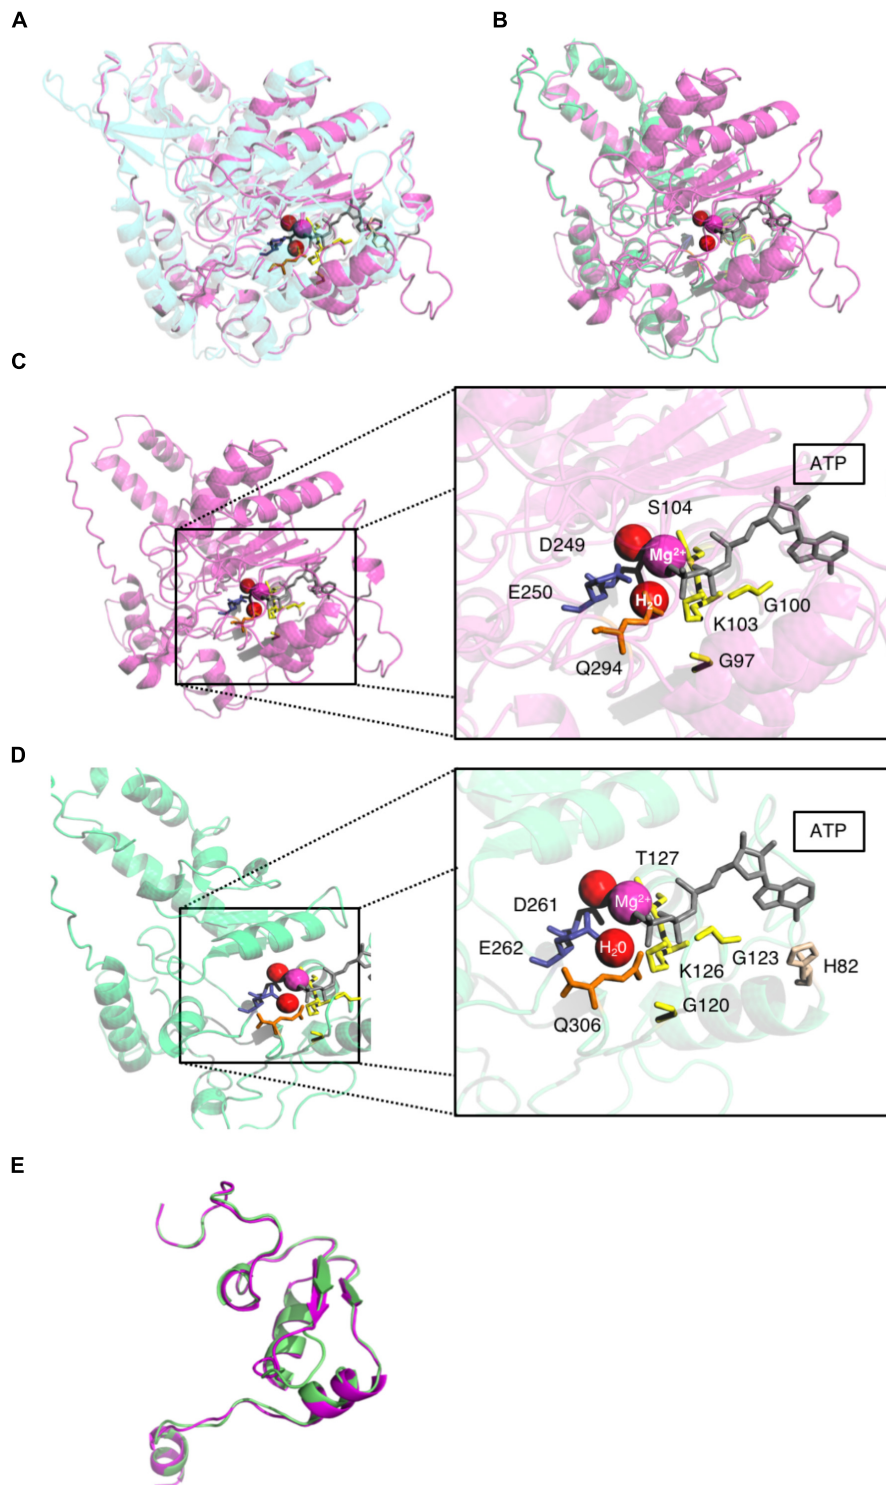 A
B
C
ATP
S104
D249
Mg2+
E250
H20
G100
K103
Q294
G97
D
ATP
T127
D261
Mg2+
E262
H20
G123
H82
K126
G120
Q306
E